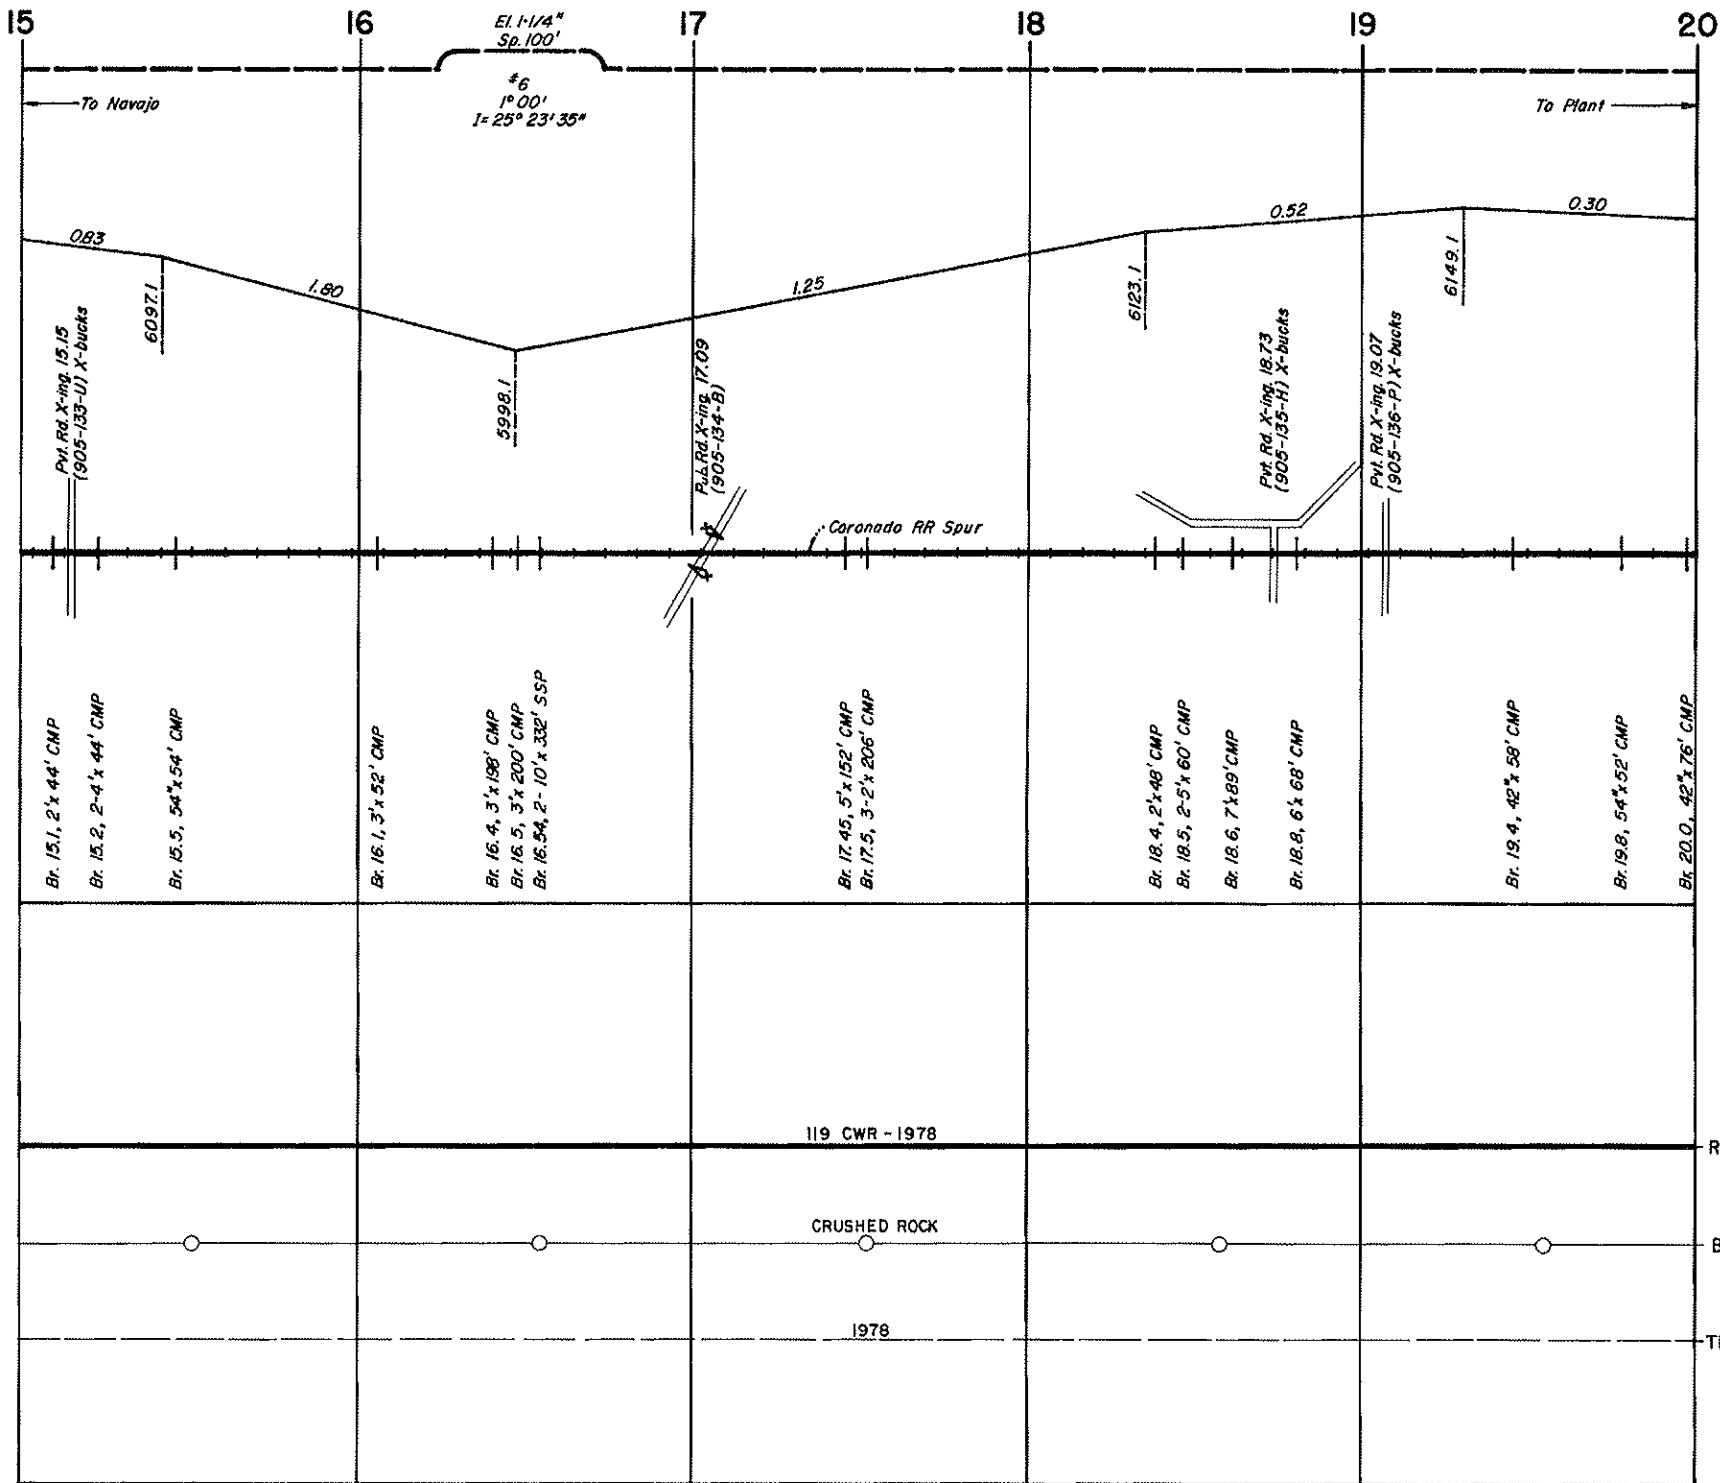 15
16
17
18
19
20
El. 1-1/4"
Sp. 100'
#6
1° 00'
I= 25° 23' 35"
To Navajo
To Plant
0.83
1.80
1.25
0.52
0.30
6097.1
5998.1
6123.1
6149.1
Pvt. Rd. X-ing. 15.15
(905-133-U) X-bucks
Pub. Rd. X-ing. 17.09
(905-134-B)
Pvt. Rd. X-ing. 18.73
(905-135-H) X-bucks
Pvt. Rd. X-ing. 19.07
(905-136-P) X-bucks
Coronado RR Spur
Br. 15.1, 2'x 44' CMP
Br. 15.2, 2-4'x 44' CMP
Br. 15.5, 54"x 54' CMP
Br. 16.1, 3'x 52' CMP
Br. 16.4, 3'x 198' CMP
Br. 16.5, 3'x 200' CMP
Br. 16.54, 2- 10'x 332' SSP
Br. 17.45, 5'x 152' CMP
Br. 17.5, 3-2'x 206' CMP
Br. 18.4, 2'x 48' CMP
Br. 18.5, 2-5'x 60' CMP
Br. 18.6, 7'x 89' CMP
Br. 18.8, 6'x 68' CMP
Br. 19.4, 42"x 58' CMP
Br. 19.8, 54"x 52' CMP
Br. 20.0, 42"x 76' CMP
119 CWR - 1978
R
CRUSHED ROCK
B
1978